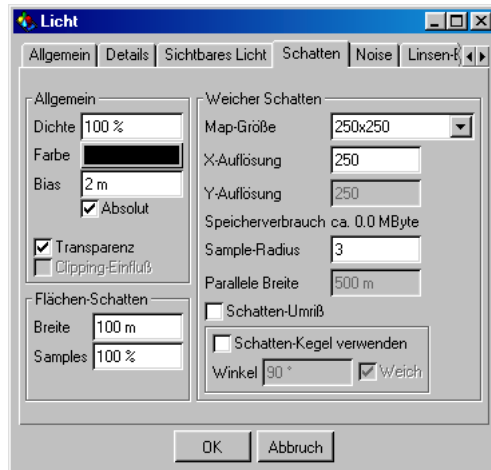 Licht
Allgemein Details Sichtbares Licht Schatten Noise Linsen-E
Allgemein
Dichte 100 %
Farbe
Bias 2 m
Absolut
Transparenz
Clipping-Einfluß
Flächen-Schatten
Breite 100 m
Samples 100 %
Weicher Schatten
Map-Größe 250x250
X-Auflösung 250
Y-Auflösung 250
Speicherverbrauch ca. 0.0 MByte
Sample-Radius 3
Parallele Breite 500 m
Schatten-Umriß
Schatten-Kegel verwenden
Winkel 90 ° Weich
OK Abbruch